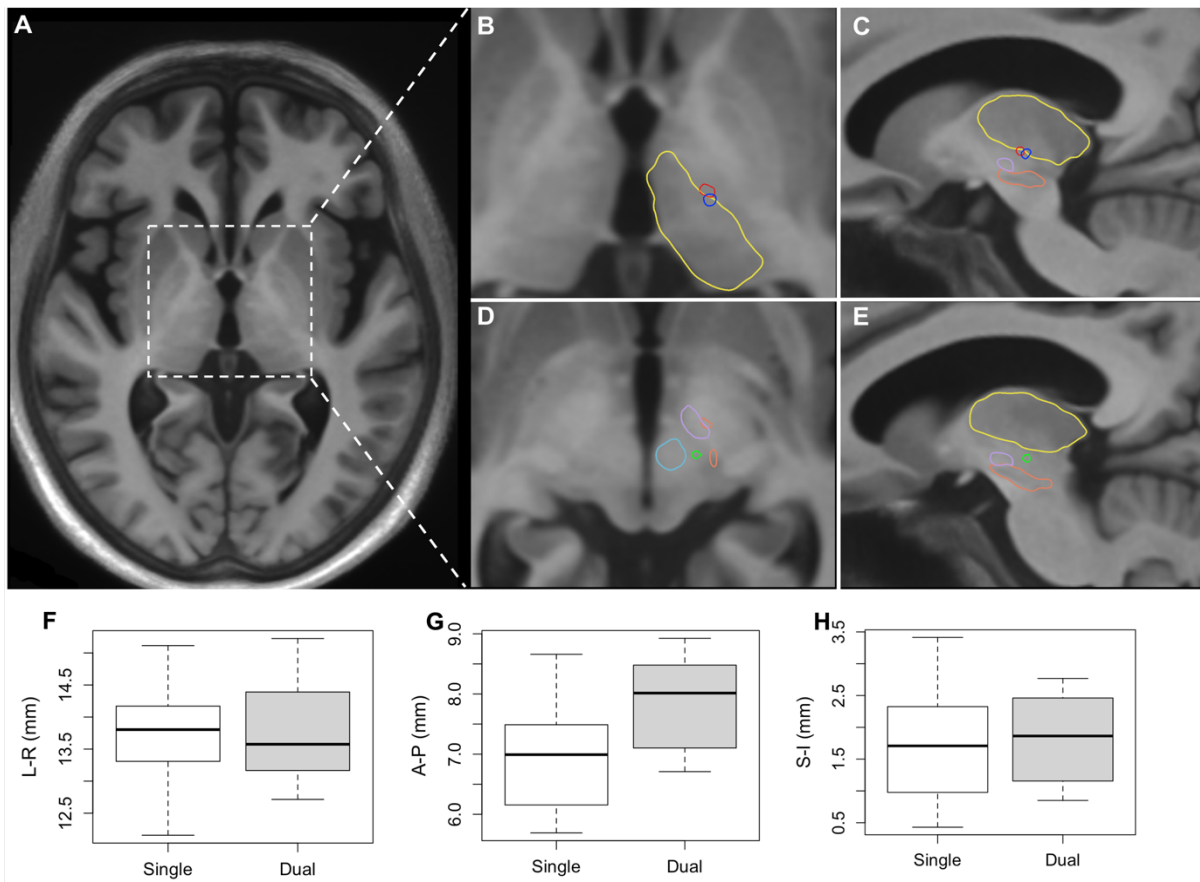 A
B
C
D
E
F
L-R (mm)
14.5
13.5
12.5
Single
Dual
G
A-P (mm)
9.0
8.0
7.0
6.0
Single
Dual
H
S-I (mm)
3.5
2.5
1.5
0.5
Single
Dual